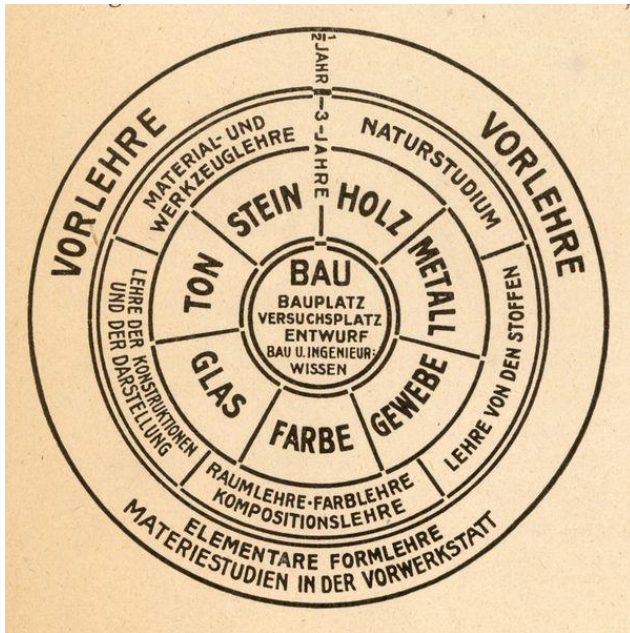 VORLEHRE
VORLEHRE
1/2 JAHR
3 JAHRE
MATERIAL- UND
WERKZEUGLEHRE
NATURSTUDIUM
LEHRE VON DEN STOFFEN
RAUMLEHRE·FARBLEHRE
KOMPOSITIONSLEHRE
LEHRE DER KONSTRUKTIONEN
UND DER DARSTELLUNG
STEIN
HOLZ
METALL
GEWEBE
FARBE
GLAS
TON
BAU
BAUPLATZ
VERSUCHSPLATZ
ENTWURF
BAU U. INGENIEUR:
WISSEN
ELEMENTARE FORMLEHRE
MATERIESTUDIEN IN DER VORWERKSTATT